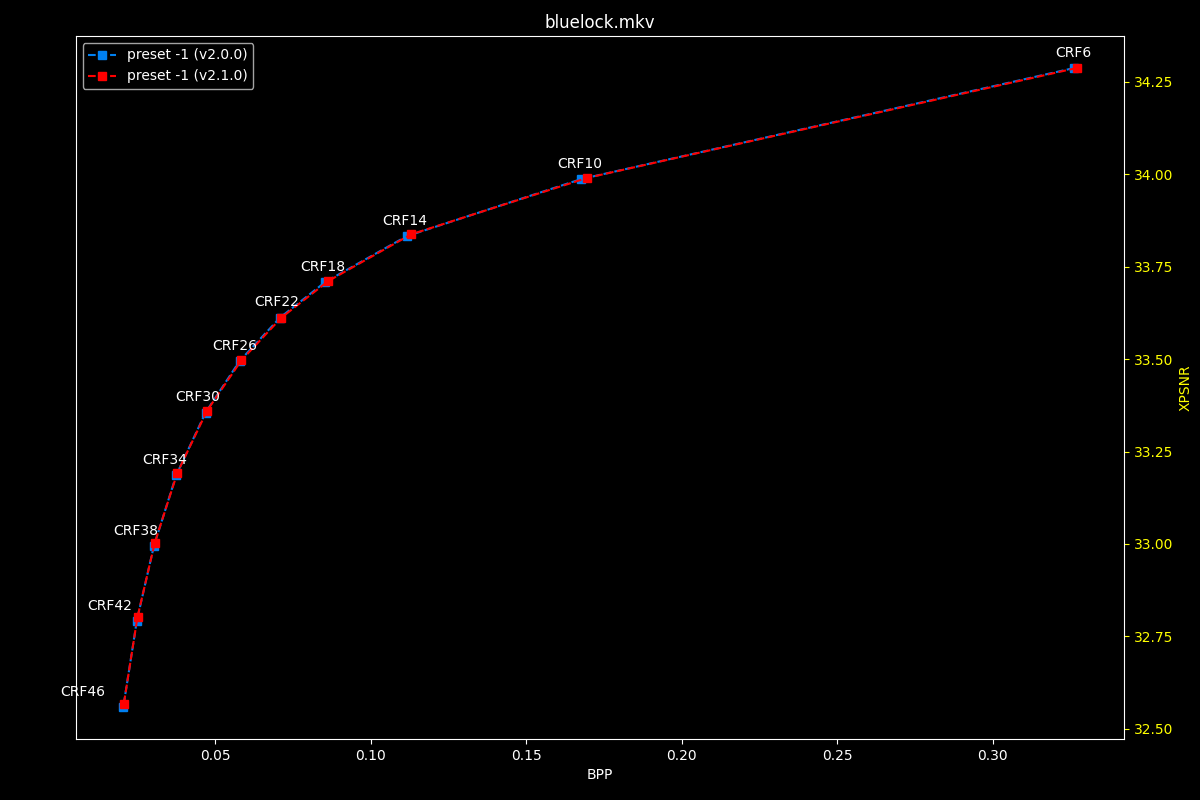 bluelock.mkv
preset -1 (v2.0.0)
preset -1 (v2.1.0)
CRF6
CRF10
CRF14
CRF18
CRF22
CRF26
CRF30
CRF34
CRF38
CRF42
CRF46
34.25
34.00
33.75
33.50
33.25
33.00
32.75
32.50
XPSNR
0.05 0.10 0.15 0.20 0.25 0.30
BPP